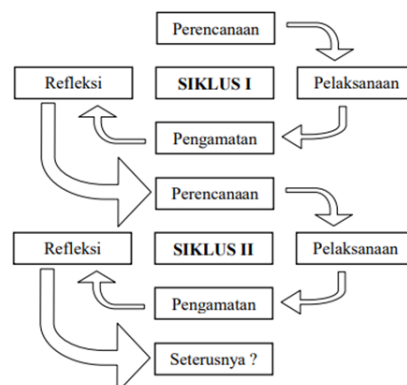 Perencanaan
Refleksi
SIKLUS I
Pelaksanaan
Pengamatan
Perencanaan
Refleksi
SIKLUS II
Pelaksanaan
Pengamatan
Seterusnya ?